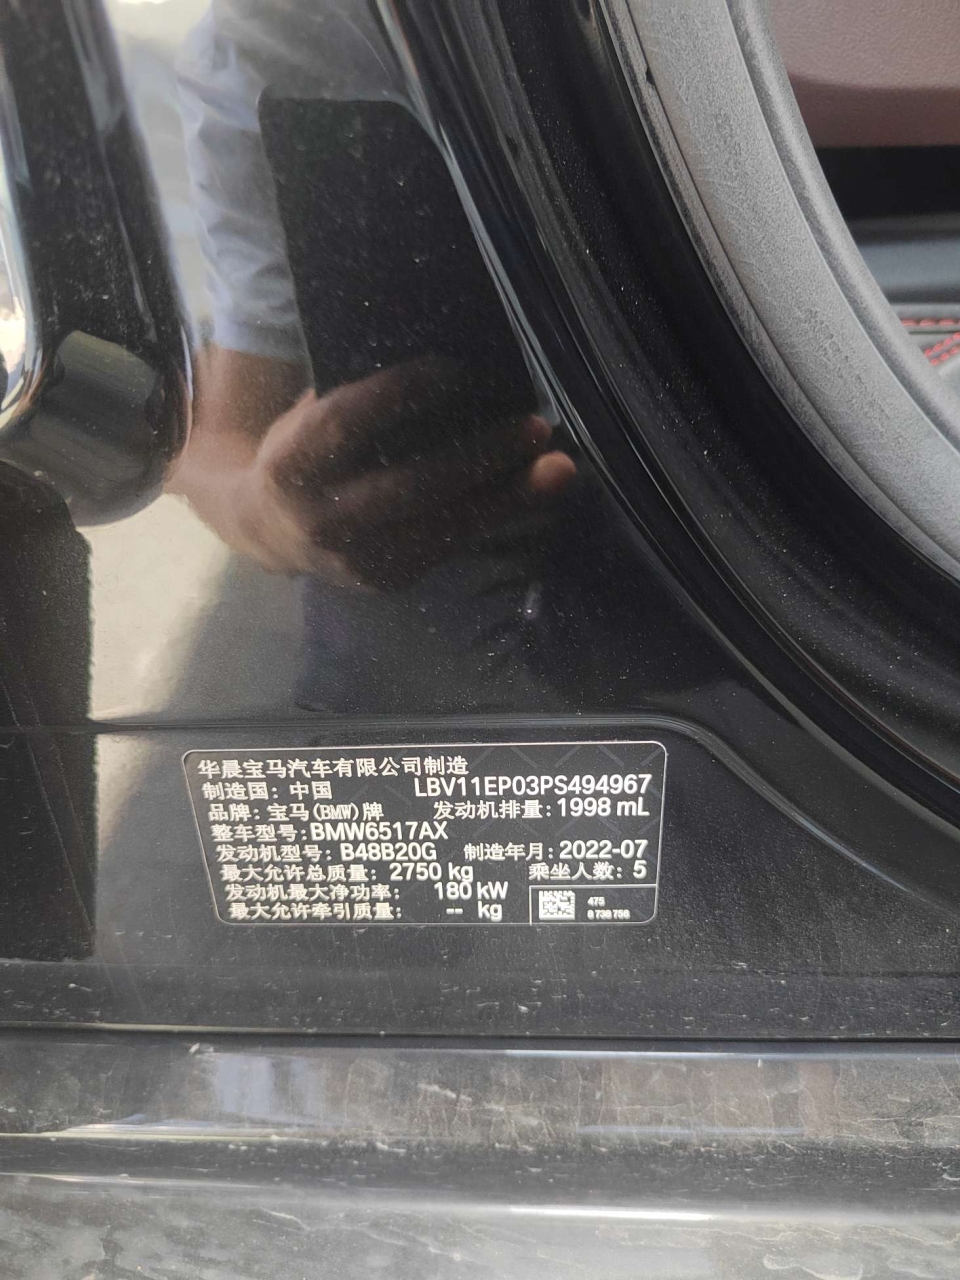 华晨宝马汽车有限公司制造
制造国：中国 LBV11EP03PS494967
品牌：宝马(BMW)牌 发动机排量：1998 mL
整车型号：BMW6517AX
发动机型号：B48B20G 制造年月：2022-07
最大允许总质量：2750 kg 乘坐人数：5
发动机最大净功率：180 kW
最大允许牵引质量：-- kg
475
8 738 756